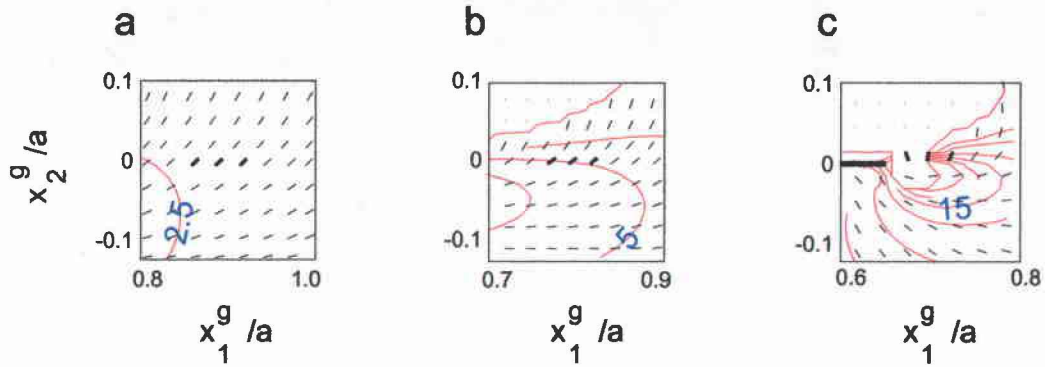 a b c
0.1 0.1 0.1
x₂ᵍ/a 0 0 0
-0.1 2.5 -0.1 5 -0.1 15
0.8 1.0 0.7 0.9 0.6 0.8
x₁ᵍ/a x₁ᵍ/a x₁ᵍ/a